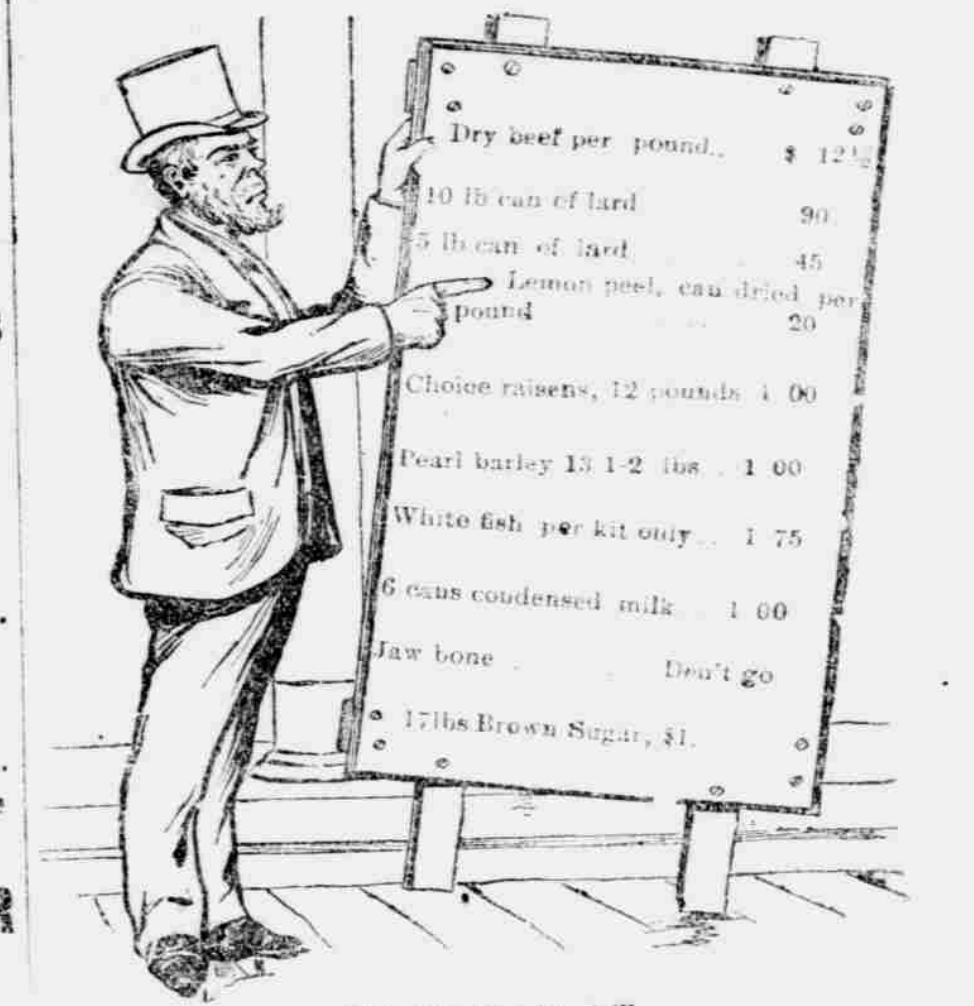 Dry beef per pound.. $ 12½
10 lb can of lard 90
5 lb can of lard 45
Lemon peel, can dried per
pound 20
Choice raisens, 12 pounds 1 00
Pearl barley 13 1-2 lbs . 1 00
White fish per kit only.. 1 75
6 cans condensed milk . 1 00
Jaw bone . . Don't go
17lbs Brown Sugar, $1.